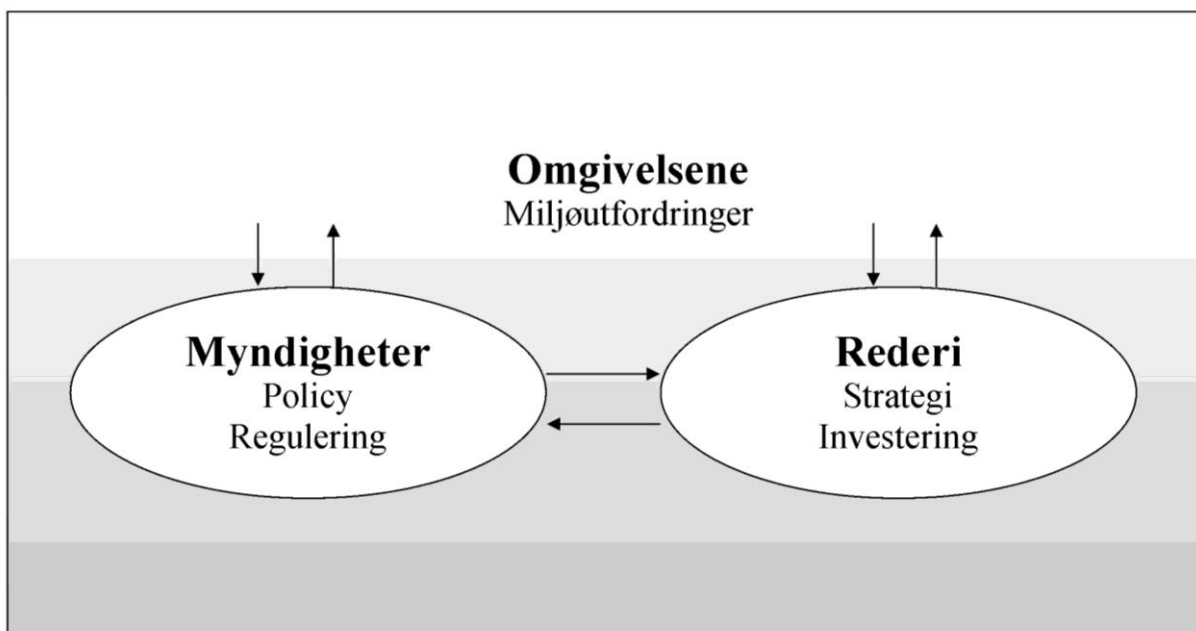 Omgivelsene
Miljøutfordringer
Myndigheter
Policy
Regulering
Rederi
Strategi
Investering